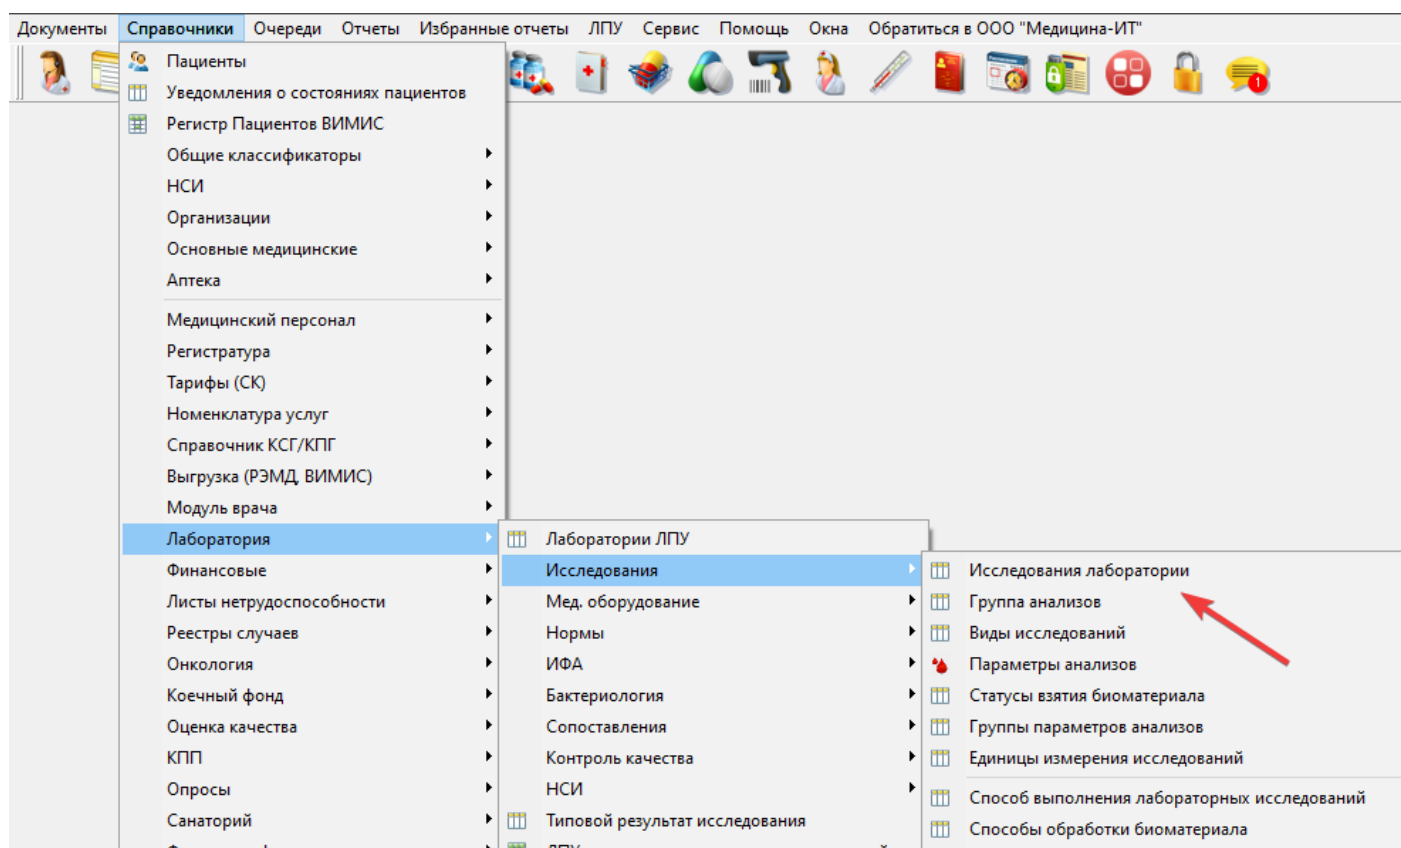 Документы Справочники Очереди Отчеты Избранные отчеты ЛПУ Сервис Помощь Окна Обратиться в ООО "Медицина-ИТ"
1
Пациенты
Уведомления о состояниях пациентов
Регистр Пациентов ВИМИС
Общие классификаторы
НСИ
Организации
Основные медицинские
Аптека
Медицинский персонал
Регистратура
Тарифы (СК)
Номенклатура услуг
Справочник КСГ/КПГ
Выгрузка (РЭМД, ВИМИС)
Модуль врача
Лаборатория
Финансовые
Листы нетрудоспособности
Реестры случаев
Онкология
Коечный фонд
Оценка качества
КПП
Опросы
Санаторий
Лаборатории ЛПУ
Исследования
Мед. оборудование
Нормы
ИФА
Бактериология
Сопоставления
Контроль качества
НСИ
Типовой результат исследования
Исследования лаборатории
Группа анализов
Виды исследований
Параметры анализов
Статусы взятия биоматериала
Группы параметров анализов
Единицы измерения исследований
Способ выполнения лабораторных исследований
Способы обработки биоматериала